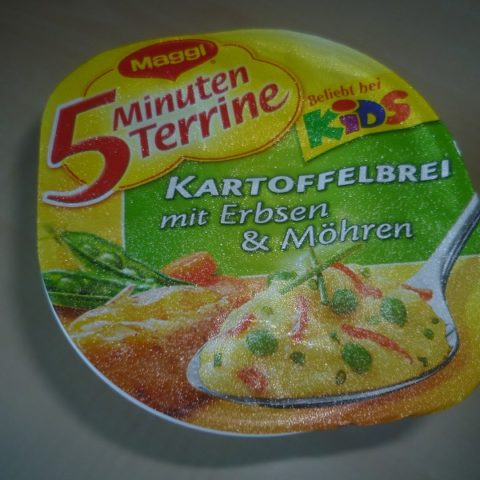 Maggi
5 Minuten
Terrine
Beliebt bei
KiDS
KARTOFFELBREI
mit Erbsen
& Möhren